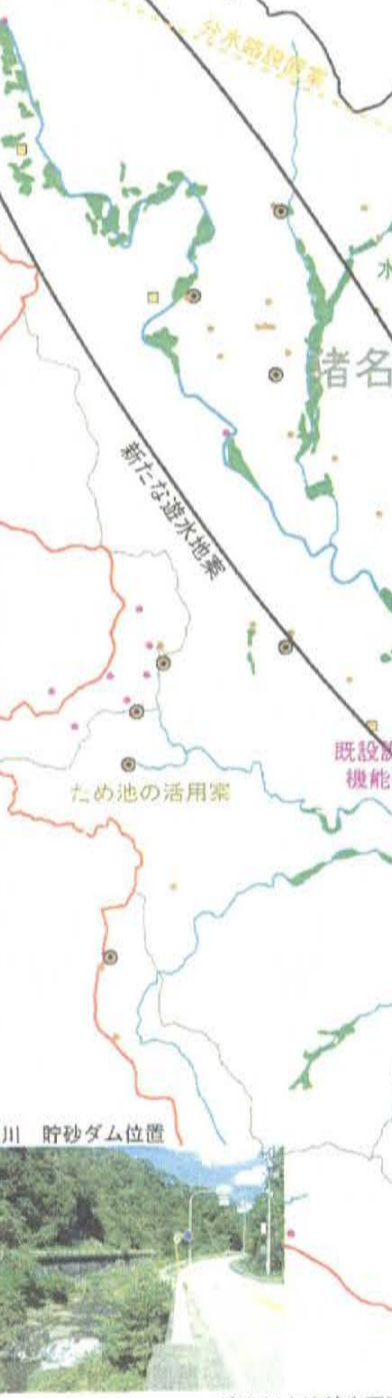 分水路設置案
水
者名
新たな遊水地案
既設
機能
ため池の活用案
川 貯砂ダム位置